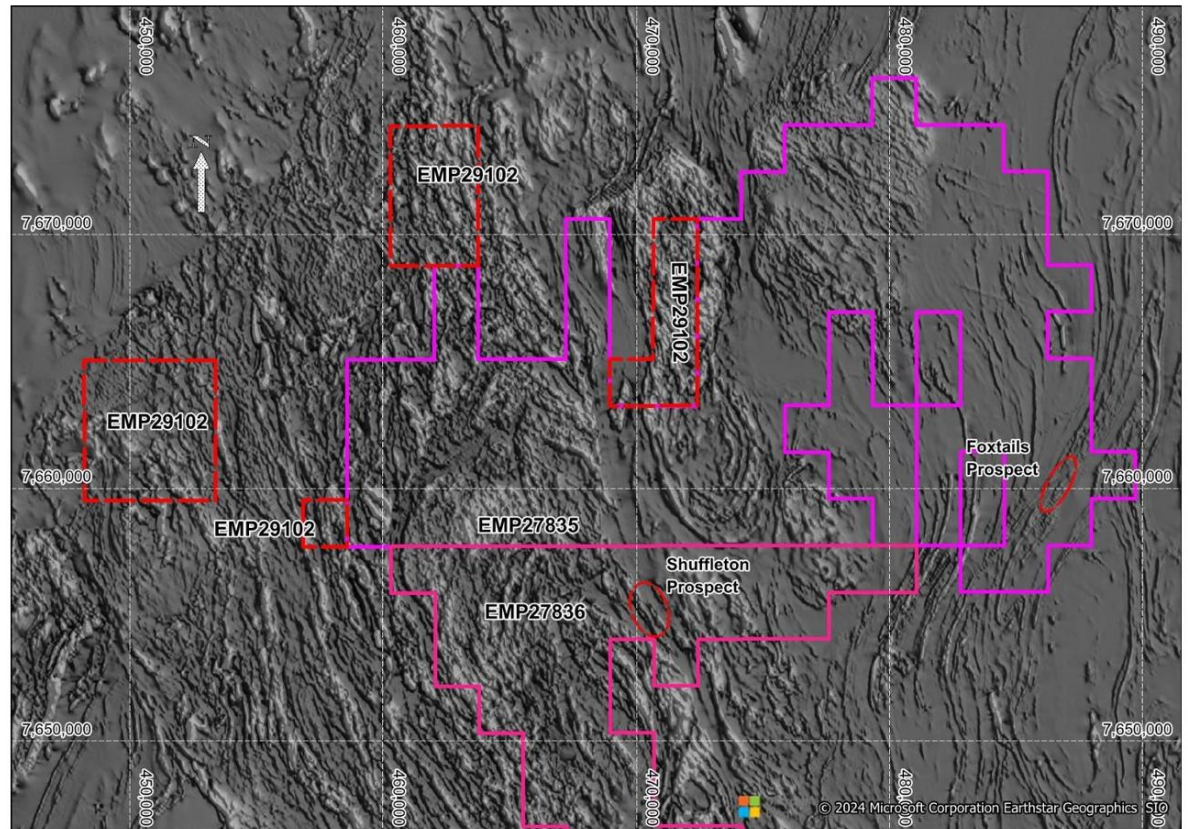 450,000
460,000
470,000
480,000
490,000
N
EMP29102
7,670,000
7,670,000
EMP29102
EMP29102
Foxtails
Prospect
7,660,000
7,660,000
EMP29102
EMP27835
Shuffleton
Prospect
EMP27836
7,650,000
7,650,000
450,000
460,000
470,000
480,000
490,000
© 2024 Microsoft Corporation Earthstar Geographics SIO